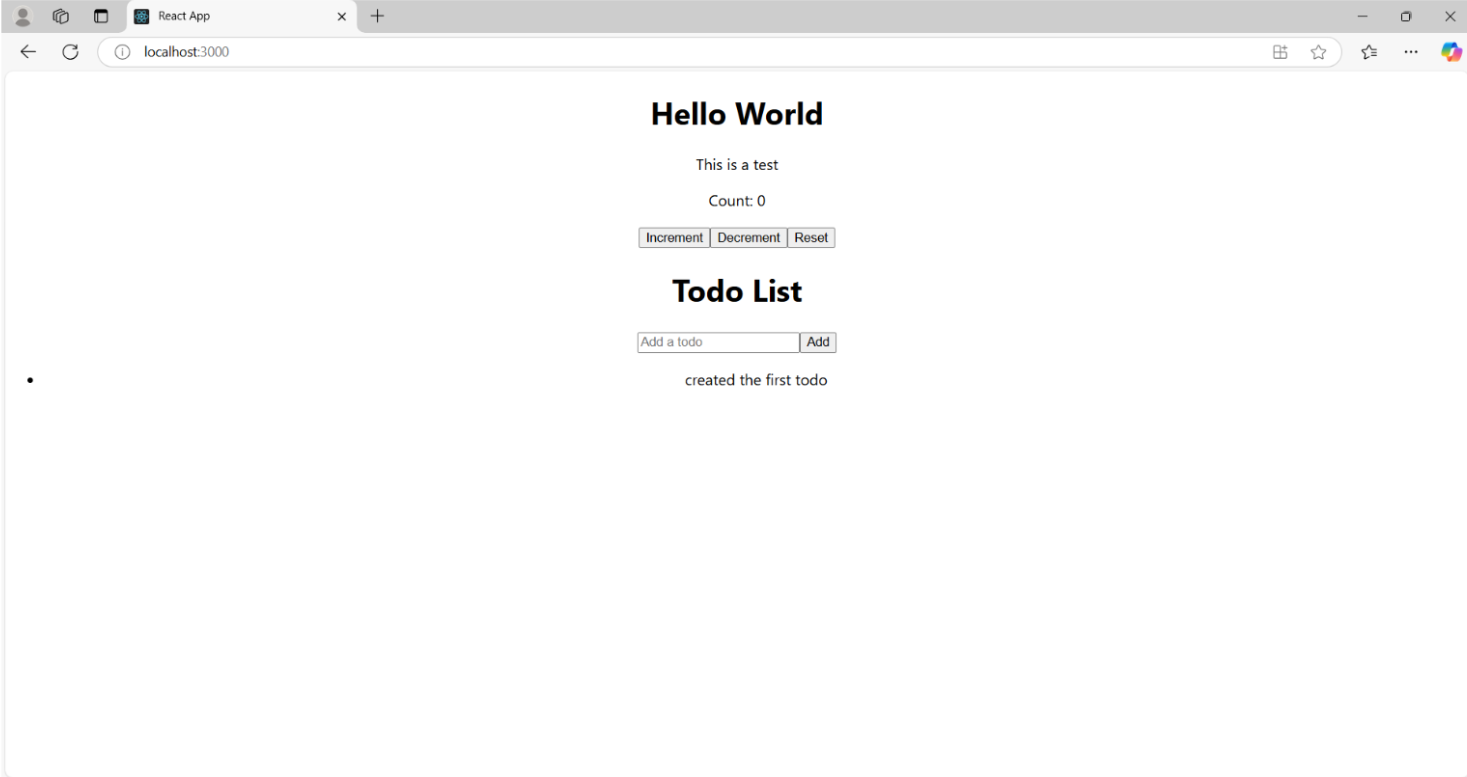 React App
localhost:3000
Hello World
This is a test
Count: 0
Increment Decrement Reset
Todo List
Add a todo Add
• created the first todo